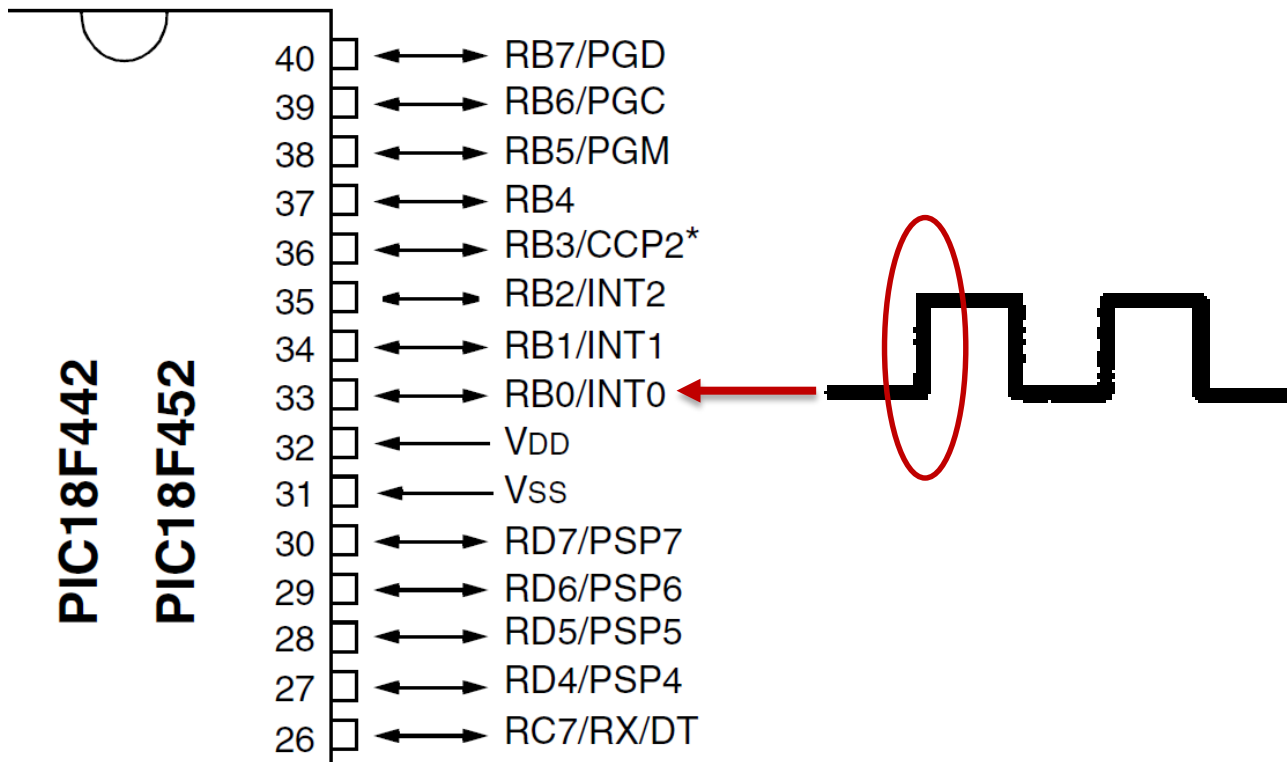 40 RB7/PGD
39 RB6/PGC
38 RB5/PGM
37 RB4
36 RB3/CCP2*
35 RB2/INT2
34 RB1/INT1
33 RB0/INT0
32 VDD
31 VSS
30 RD7/PSP7
29 RD6/PSP6
28 RD5/PSP5
27 RD4/PSP4
26 RC7/RX/DT
PIC18F442
PIC18F452